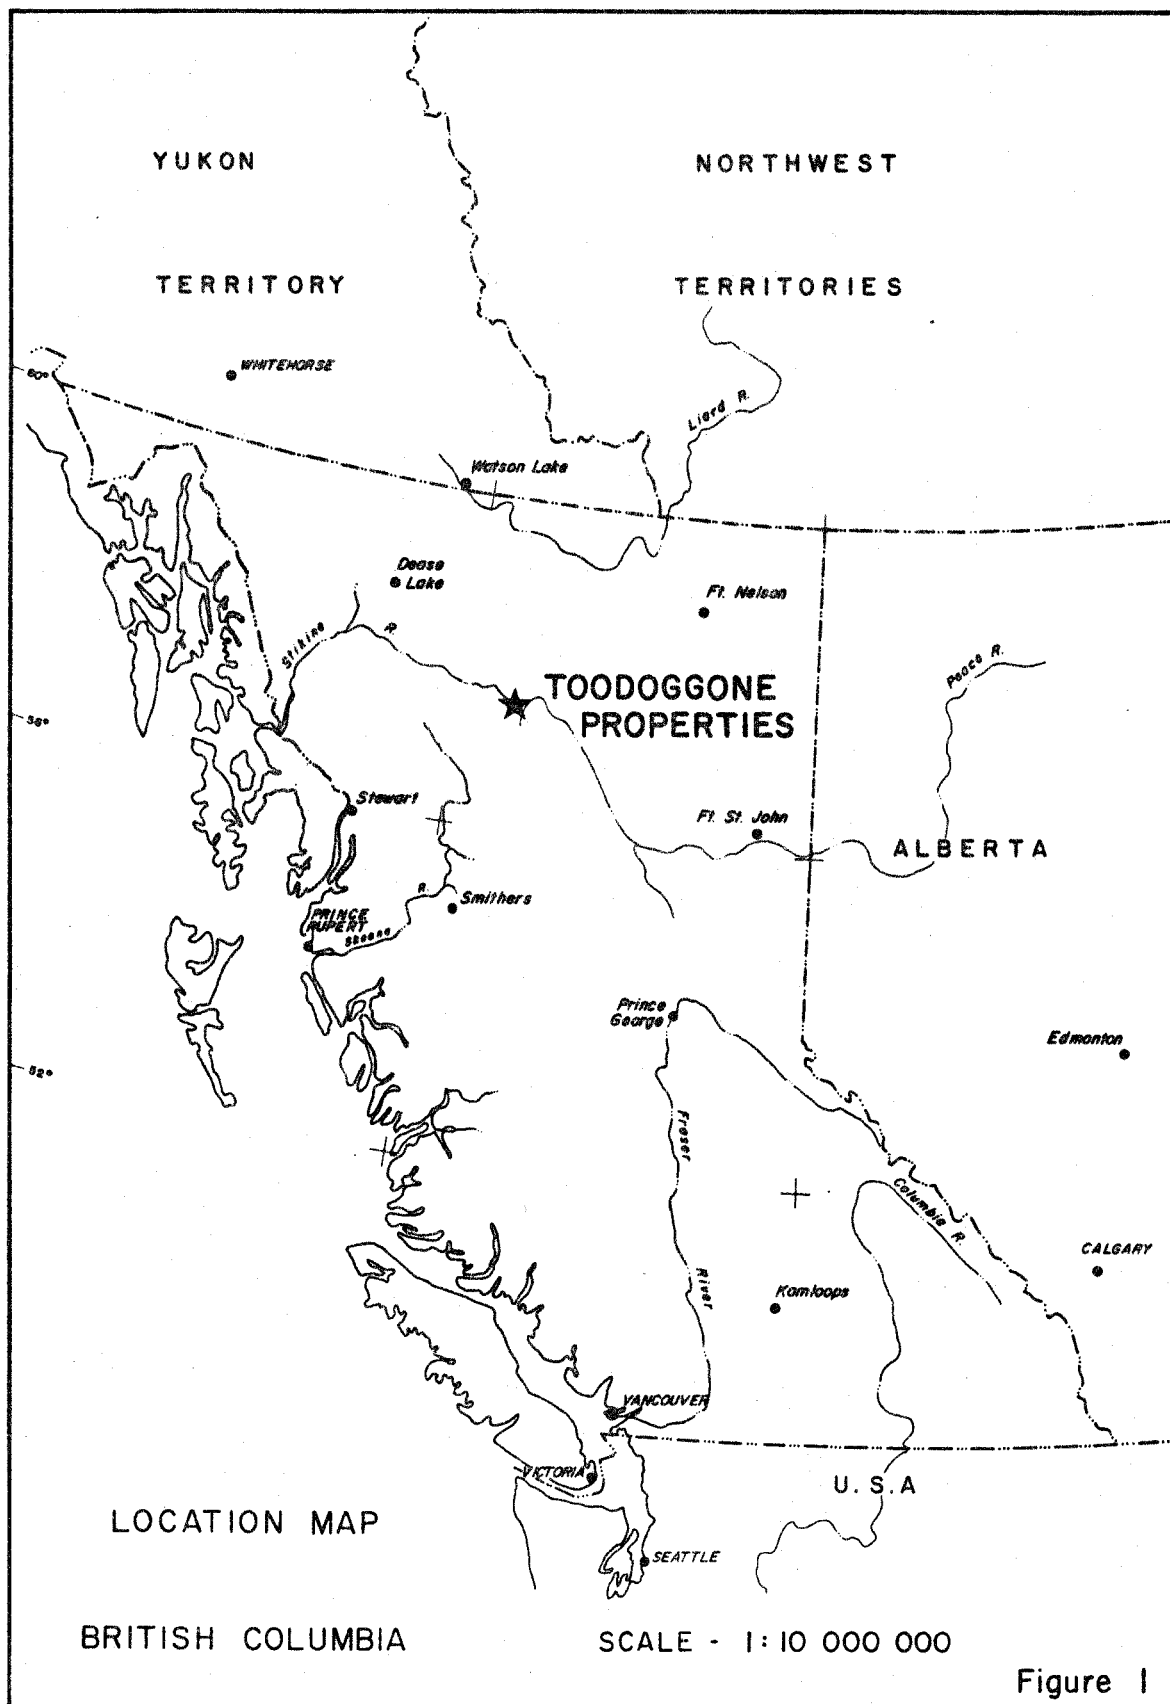 YUKON
NORTHWEST
TERRITORY
TERRITORIES
WHITEHORSE
60°
Liard R.
Watson Lake
Dease
Lake
Ft. Nelson
Stikine R.
Peace R.
TOODOGGONE
PROPERTIES
56°
Stewart
Ft. St. John
ALBERTA
Smithers
PRINCE
RUPERT
Skeena R.
Prince
George
Edmonton
52°
Fraser River
Columbia R.
CALGARY
Kamloops
VANCOUVER
VICTORIA
U.S.A
LOCATION MAP
SEATTLE
BRITISH COLUMBIA
SCALE - 1:10 000 000
Figure 1